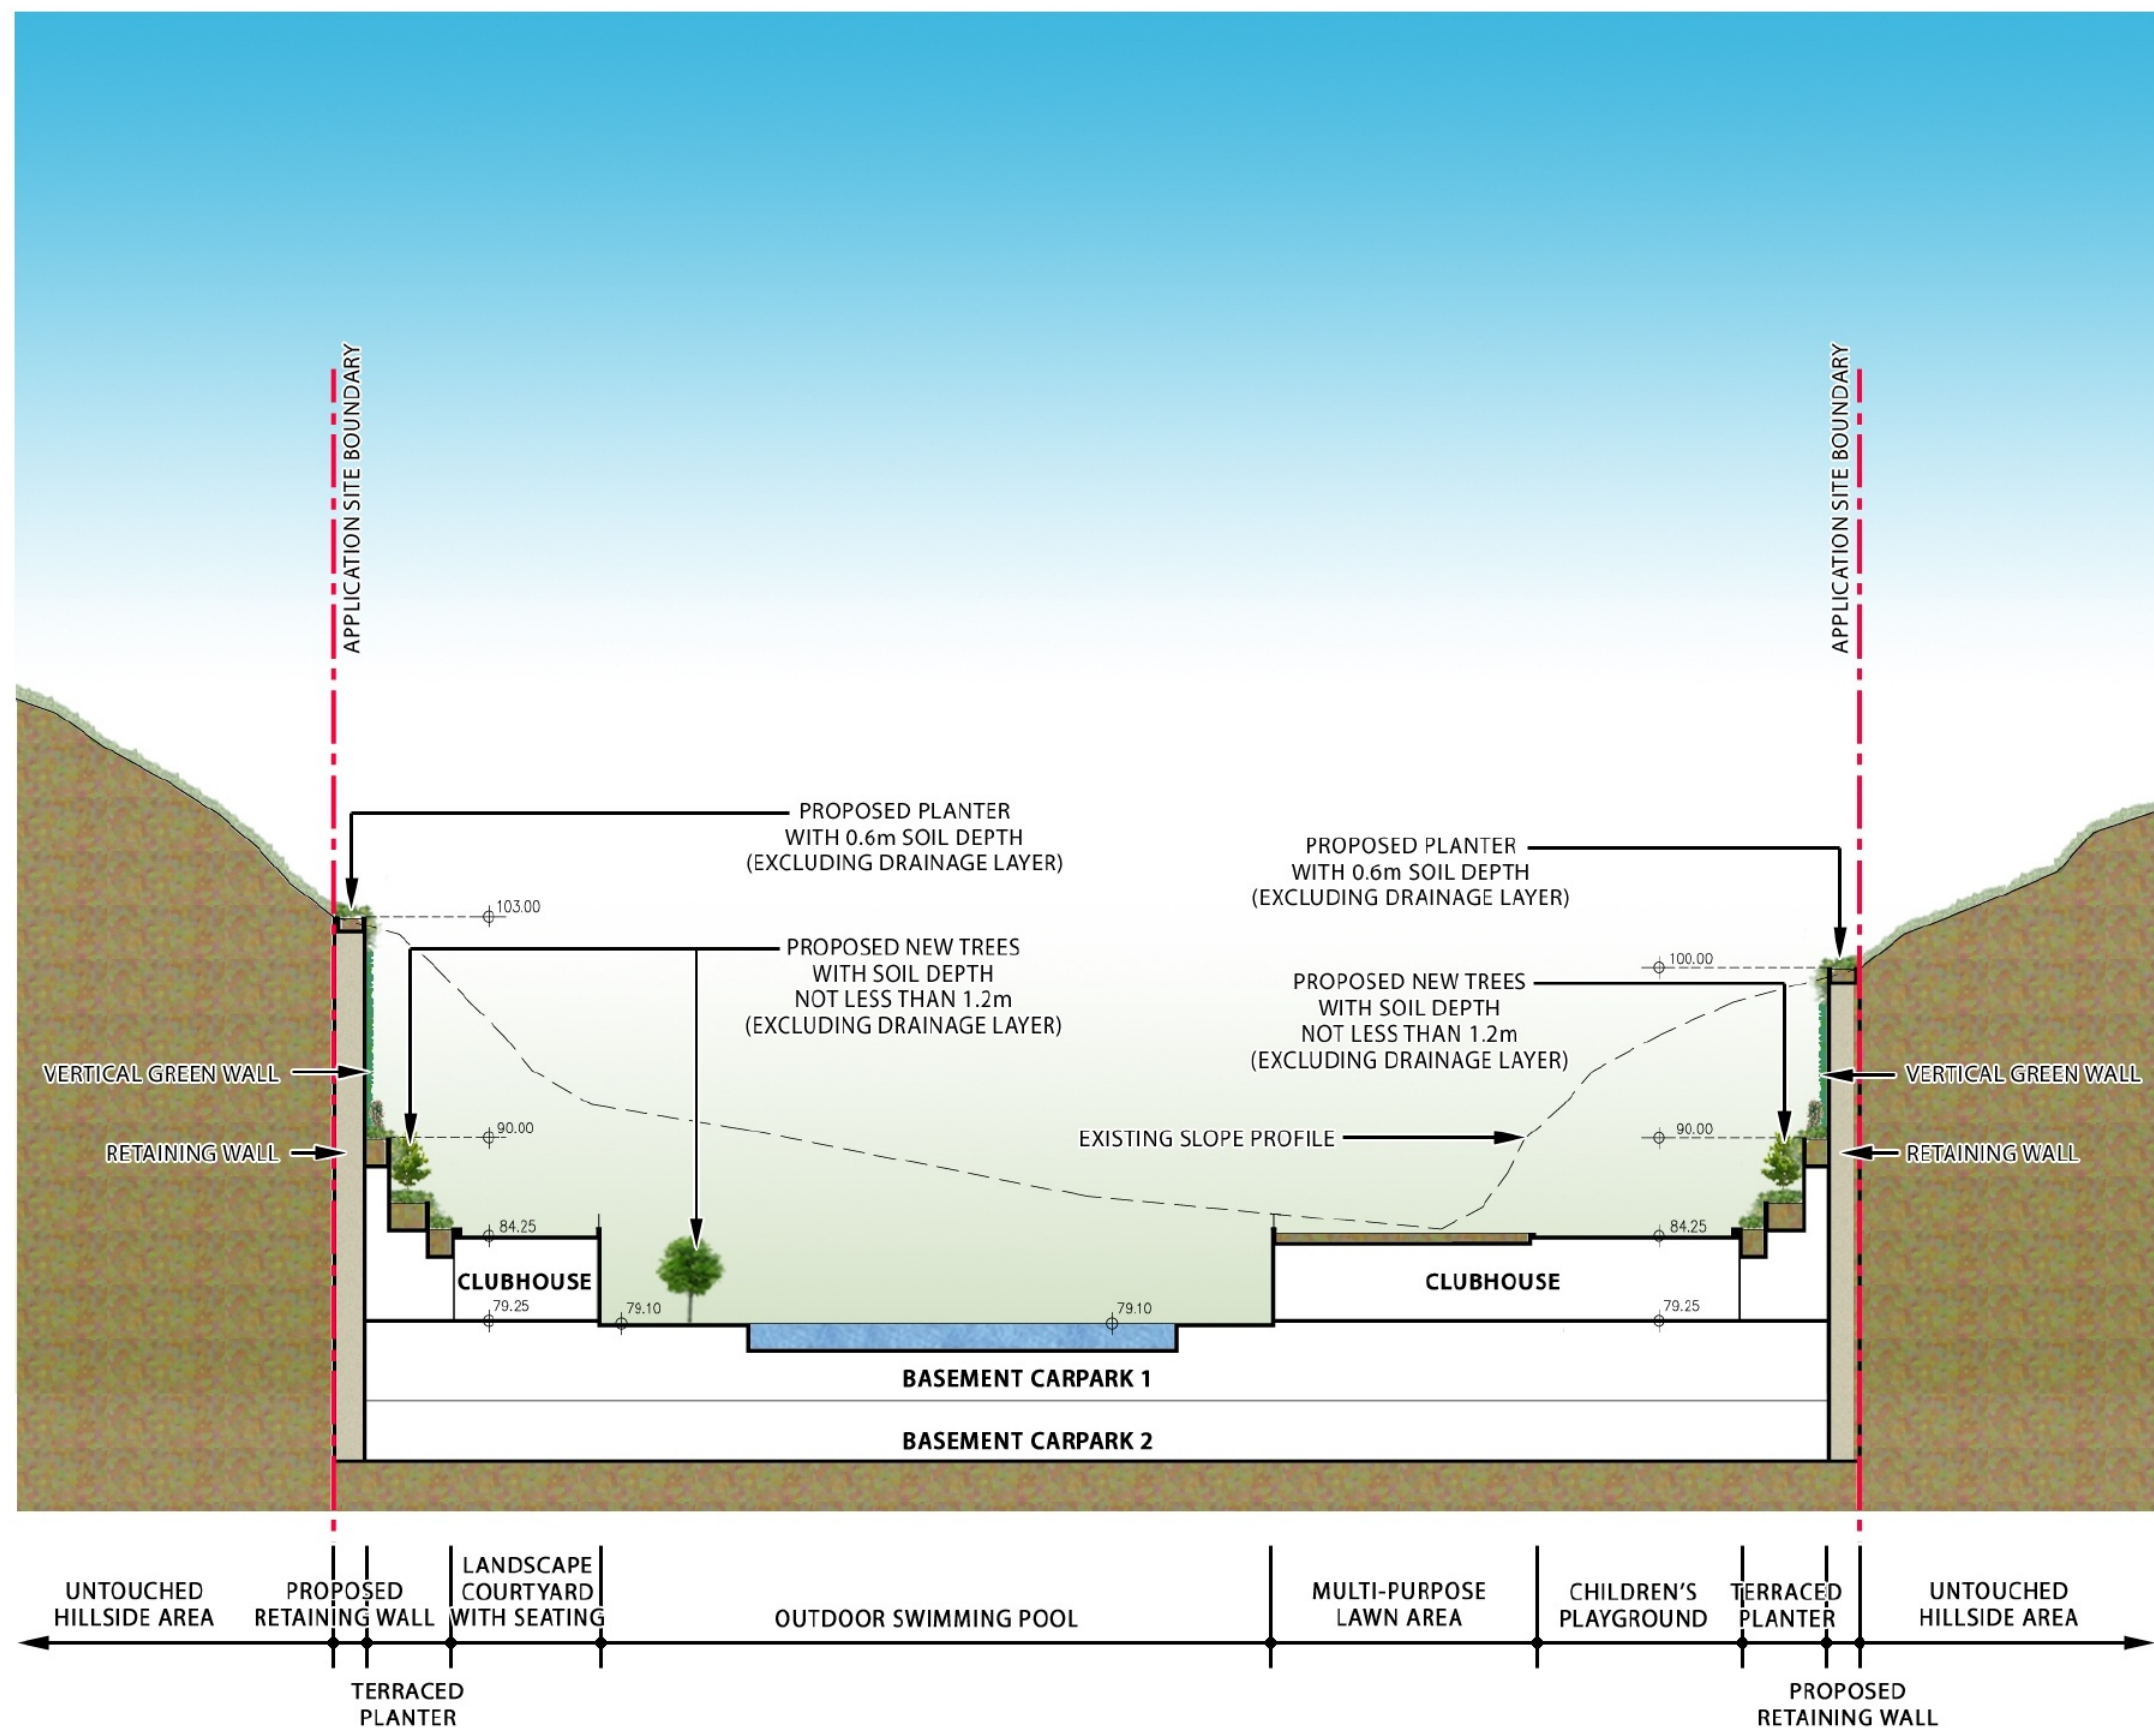 APPLICATION SITE BOUNDARY
APPLICATION SITE BOUNDARY
PROPOSED PLANTER
WITH 0.6m SOIL DEPTH
(EXCLUDING DRAINAGE LAYER)
PROPOSED PLANTER
WITH 0.6m SOIL DEPTH
(EXCLUDING DRAINAGE LAYER)
103.00
PROPOSED NEW TREES
WITH SOIL DEPTH
NOT LESS THAN 1.2m
(EXCLUDING DRAINAGE LAYER)
100.00
PROPOSED NEW TREES
WITH SOIL DEPTH
NOT LESS THAN 1.2m
(EXCLUDING DRAINAGE LAYER)
VERTICAL GREEN WALL
VERTICAL GREEN WALL
90.00
EXISTING SLOPE PROFILE
90.00
RETAINING WALL
RETAINING WALL
84.25
84.25
CLUBHOUSE
CLUBHOUSE
79.25
79.10
79.10
79.25
BASEMENT CARPARK 1
BASEMENT CARPARK 2
UNTOUCHED
HILLSIDE AREA
PROPOSED
RETAINING WALL
LANDSCAPE
COURTYARD
WITH SEATING
OUTDOOR SWIMMING POOL
MULTI-PURPOSE
LAWN AREA
CHILDREN'S
PLAYGROUND
TERRACED
PLANTER
UNTOUCHED
HILLSIDE AREA
TERRACED
PLANTER
PROPOSED
RETAINING WALL